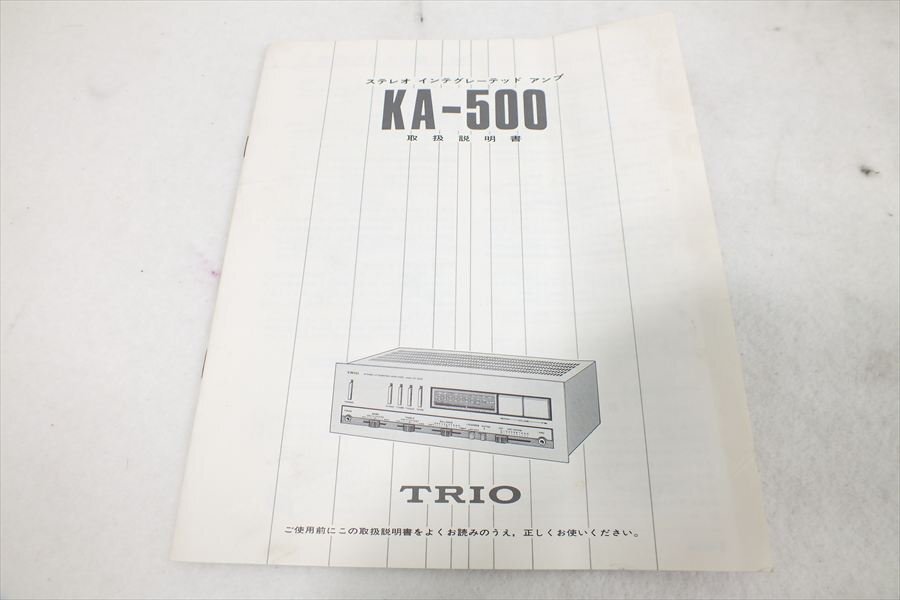 ステレオ インテグレーテッド アンプ
KA-500
取扱説明書
TRIO
TRIO
ご使用前にこの取扱説明書をよくお読みのうえ，正しくお使いください。